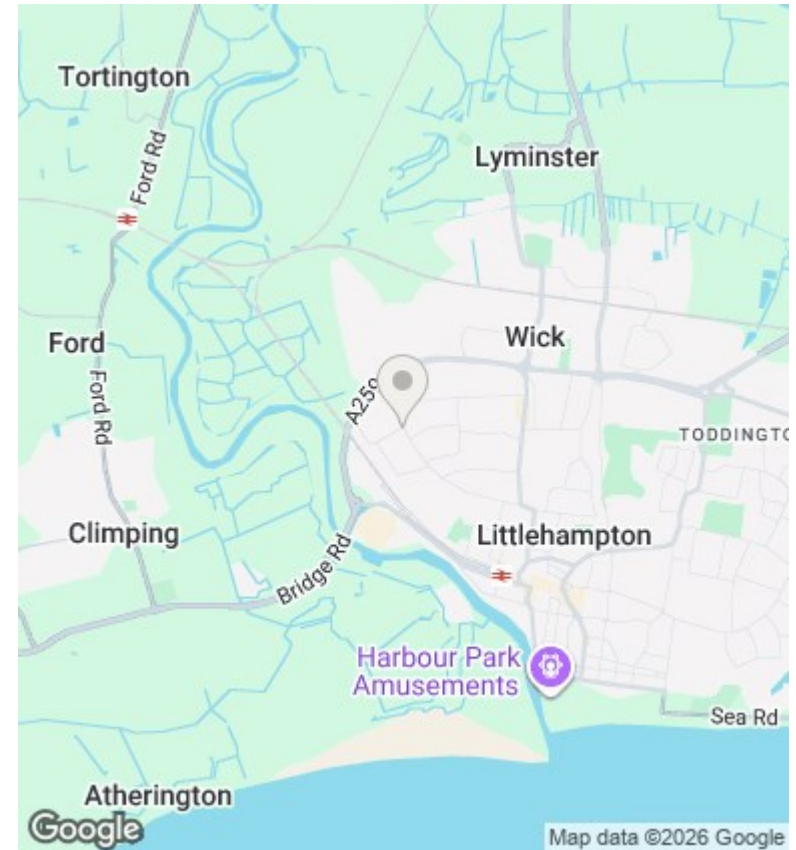 Tortington
Ford Rd
Lyminster
Wick
Ford
Ford Rd
A259
TODDINGTO
Climping
Littlehampton
Bridge Rd
Harbour Park
Amusements
Sea Rd
Atherington
Google
Map data ©2026 Google